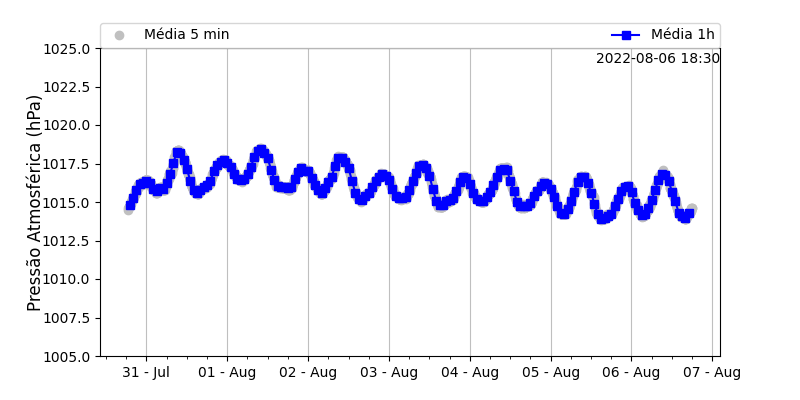 Média 5 min
Média 1h
2022-08-06 18:30
Pressão Atmosférica (hPa)
1025.0
1022.5
1020.0
1017.5
1015.0
1012.5
1010.0
1007.5
1005.0
31 - Jul
01 - Aug
02 - Aug
03 - Aug
04 - Aug
05 - Aug
06 - Aug
07 - Aug